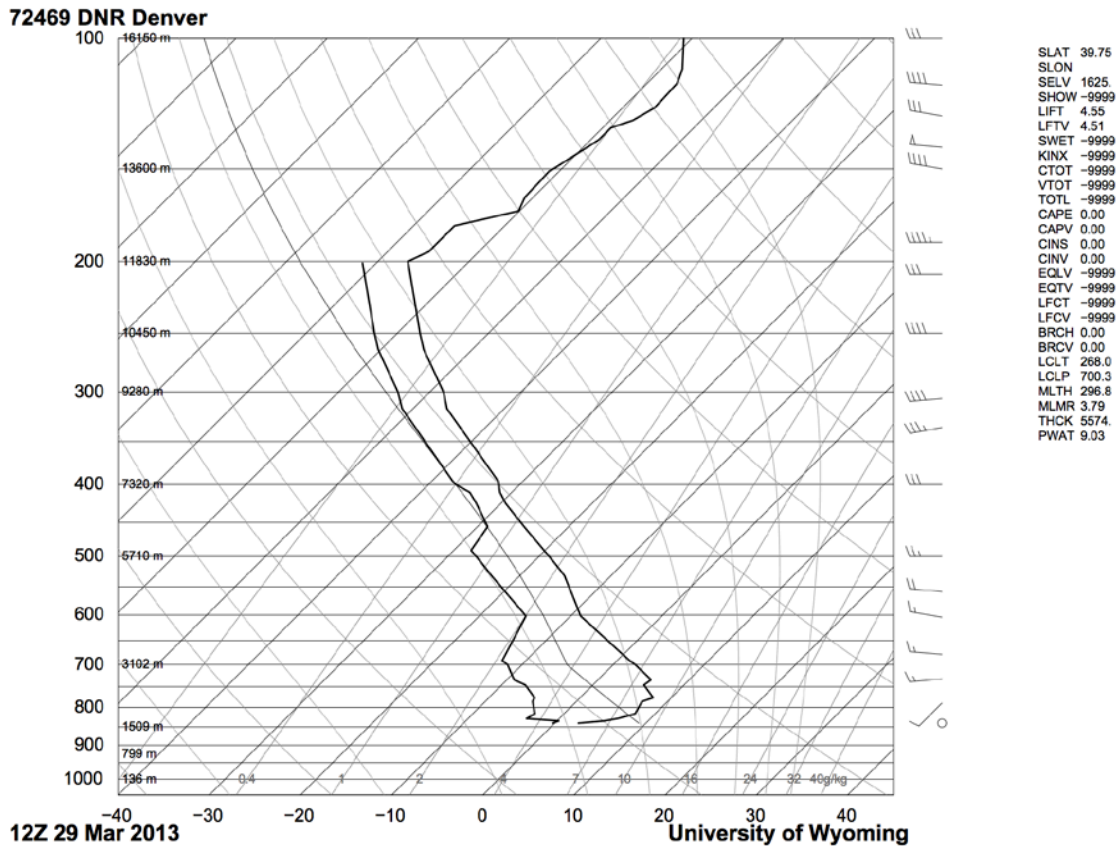 72469 DNR Denver
100
16150 m
13600 m
200
11830 m
10450 m
300
9280 m
400
7320 m
500
5710 m
600
700
3102 m
800
1509 m
900
799 m
1000
136 m
0.4
1
2
4
7
10
16
24
32
40g/kg
-40
-30
-20
-10
0
10
20
30
40
12Z 29 Mar 2013
University of Wyoming
SLAT 39.75
SLON
SELV 1625.
SHOW -9999
LIFT 4.55
LFTV 4.51
SWET -9999
KINX -9999
CTOT -9999
VTOT -9999
TOTL -9999
CAPE 0.00
CAPV 0.00
CINS 0.00
CINV 0.00
EQLV -9999
EQTV -9999
LFCT -9999
LFCV -9999
BRCH 0.00
BRCV 0.00
LCLT 268.0
LCLP 700.3
MLTH 296.8
MLMR 3.79
THCK 5574.
PWAT 9.03